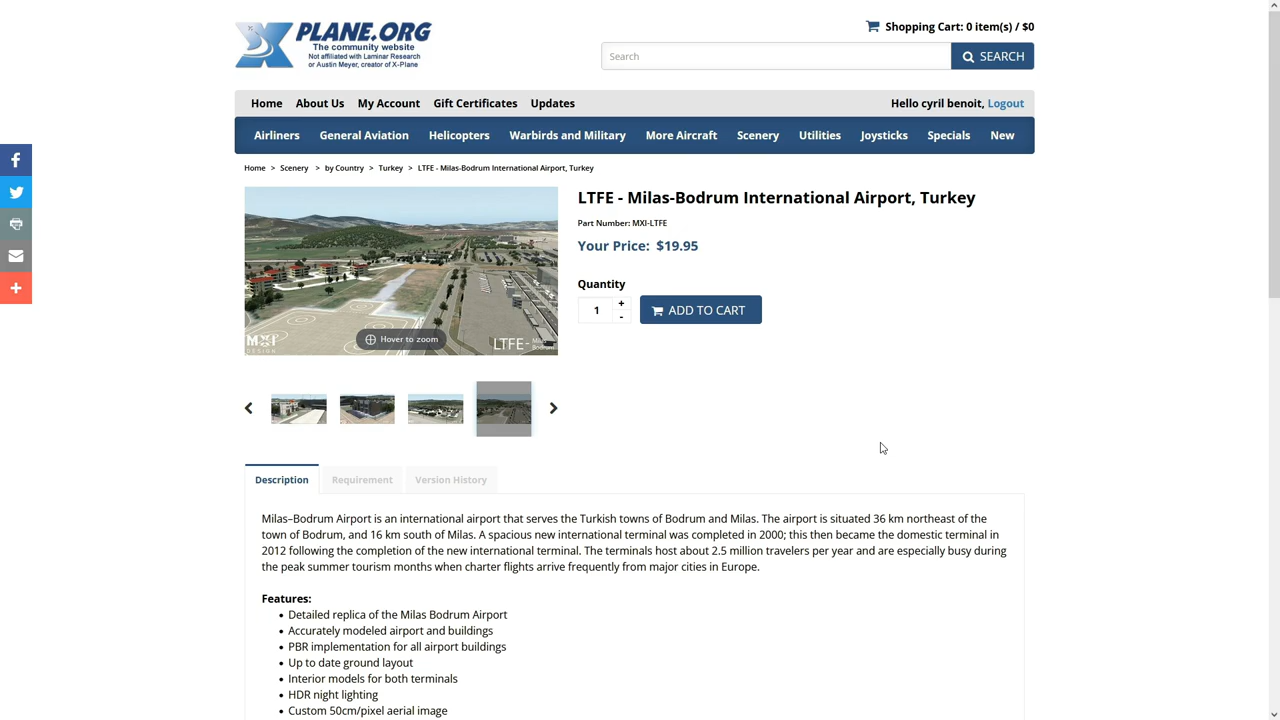 PLANE.ORG
The community website
Not affiliated with Laminar Research
or Austin Meyer, creator of X-Plane
Shopping Cart: 0 item(s) / $0
Search
SEARCH
Home About Us My Account Gift Certificates Updates
Hello cyril benoit, Logout
Airliners General Aviation Helicopters Warbirds and Military More Aircraft Scenery Utilities Joysticks Specials New
Home > Scenery > by Country > Turkey > LTFE - Milas-Bodrum International Airport, Turkey
LTFE - Milas-Bodrum International Airport, Turkey
Part Number: MXI-LTFE
Your Price: $19.95
Quantity
1 + -
ADD TO CART
Hover to zoom
MXI
DESIGN
LTFE - Milas
Bodrum
Description Requirement Version History
Milas–Bodrum Airport is an international airport that serves the Turkish towns of Bodrum and Milas. The airport is situated 36 km northeast of the
town of Bodrum, and 16 km south of Milas. A spacious new international terminal was completed in 2000; this then became the domestic terminal in
2012 following the completion of the new international terminal. The terminals host about 2.5 million travelers per year and are especially busy during
the peak summer tourism months when charter flights arrive frequently from major cities in Europe.
Features:
• Detailed replica of the Milas Bodrum Airport
• Accurately modeled airport and buildings
• PBR implementation for all airport buildings
• Up to date ground layout
• Interior models for both terminals
• HDR night lighting
• Custom 50cm/pixel aerial image